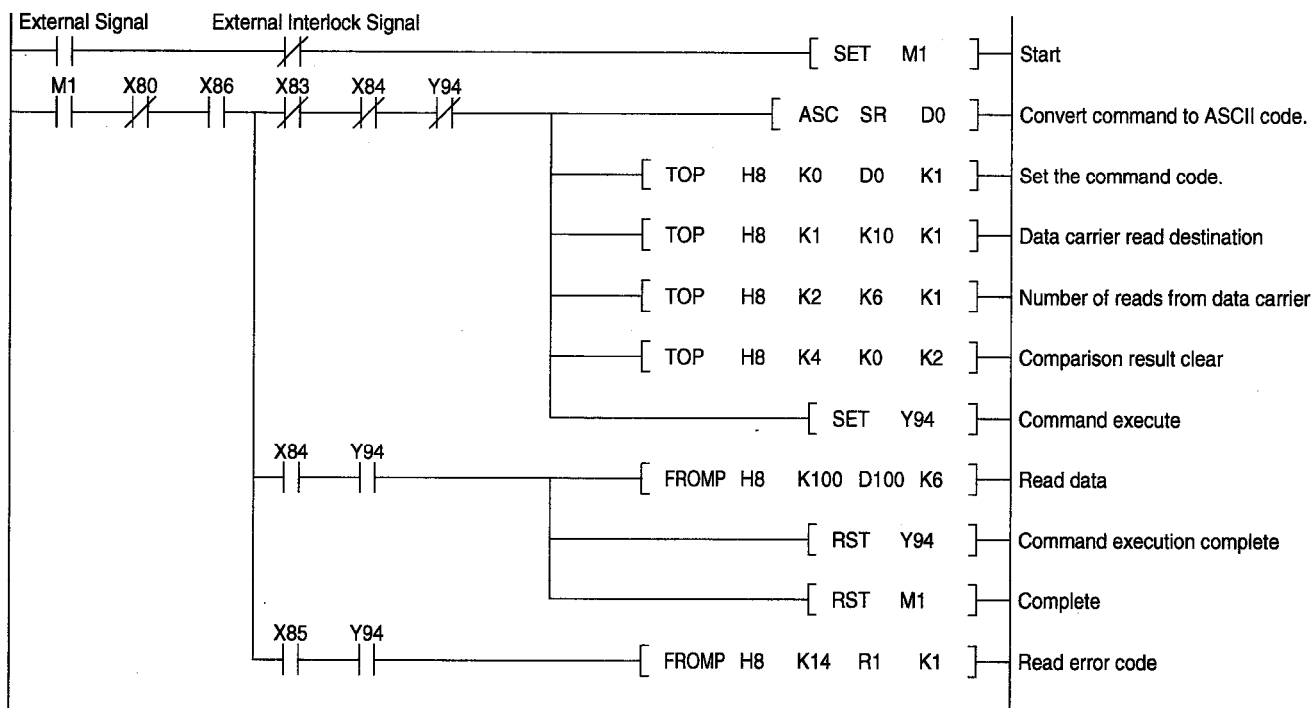 External Signal External Interlock Signal
[ SET M1 ] Start
M1 X80 X86 X83 X84 Y94
[ ASC SR D0 ] Convert command to ASCII code.
[ TOP H8 K0 D0 K1 ] Set the command code.
[ TOP H8 K1 K10 K1 ] Data carrier read destination
[ TOP H8 K2 K6 K1 ] Number of reads from data carrier
[ TOP H8 K4 K0 K2 ] Comparison result clear
[ SET Y94 ] Command execute
X84 Y94
[ FROMP H8 K100 D100 K6 ] Read data
[ RST Y94 ] Command execution complete
[ RST M1 ] Complete
X85 Y94
[ FROMP H8 K14 R1 K1 ] Read error code